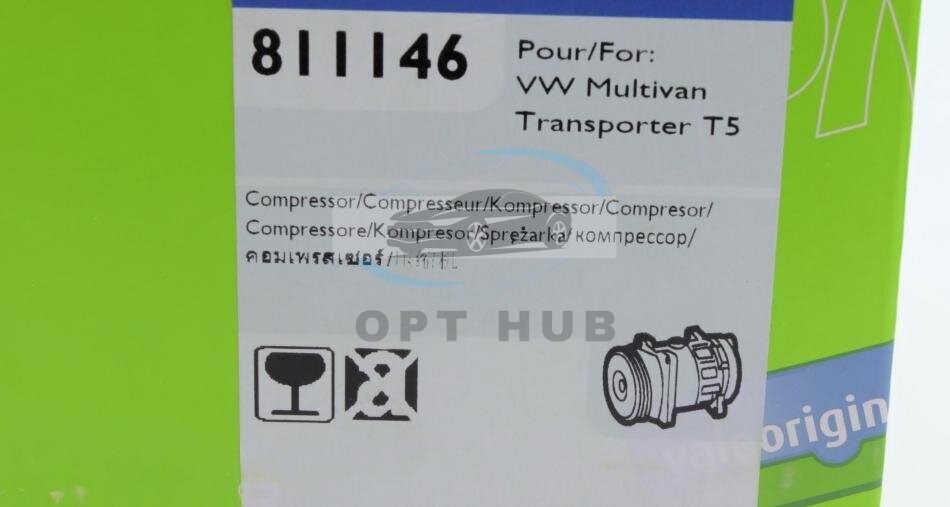 811146
Pour/For:
VW Multivan
Transporter T5
Compressor/Compresseur/Kompressor/Compresor/
Compressore/Kompresor/Sprężarka/компрессор/
คอมเพรสเซอร์/
OPT HUB
valeorigin